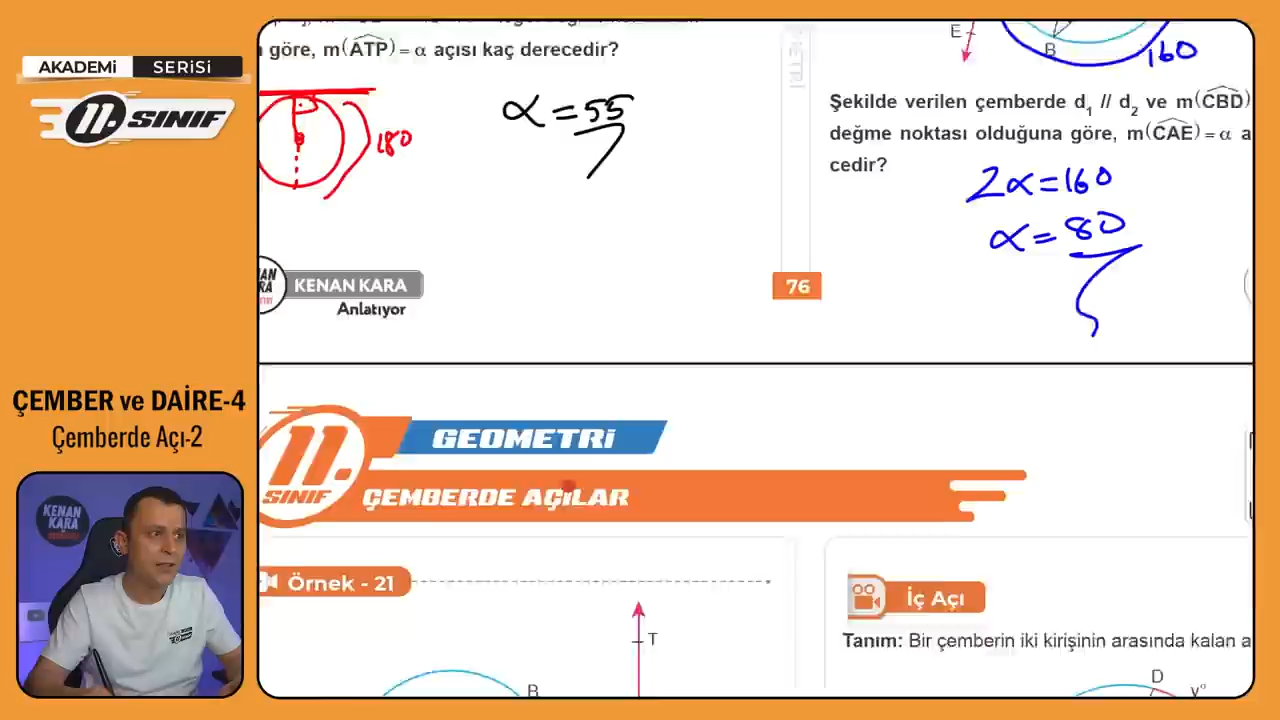 AKADEMİ SERİSİ
11. SINIF
ÇEMBER ve DAİRE-4
Çemberde Açı-2
KENAN KARA
göre, m(ATP) = α açısı kaç derecedir?
180
α = 55
KENAN KARA
Anlatıyor
76
E
B
160
Şekilde verilen çemberde d1 // d2 ve m(CBD)
değme noktası olduğuna göre, m(CAE) = α a
cedir?
2α = 160
α = 80
11. SINIF
GEOMETRİ
ÇEMBERDE AÇILAR
Örnek - 21
T
B
İç Açı
Tanım: Bir çemberin iki kirişinin arasında kalan a
D
y°